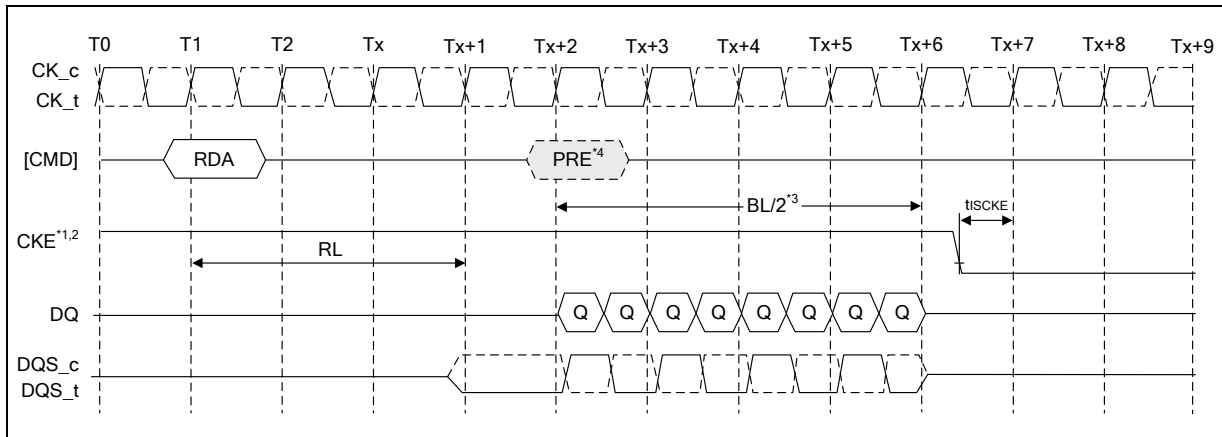 T0 T1 T2 Tx Tx+1 Tx+2 Tx+3 Tx+4 Tx+5 Tx+6 Tx+7 Tx+8 Tx+9
CK_c
CK_t
[CMD] RDA PRE*4
BL/2*3 tISCKE
CKE*1,2
RL
DQ Q Q Q Q Q Q Q Q
DQS_c
DQS_t